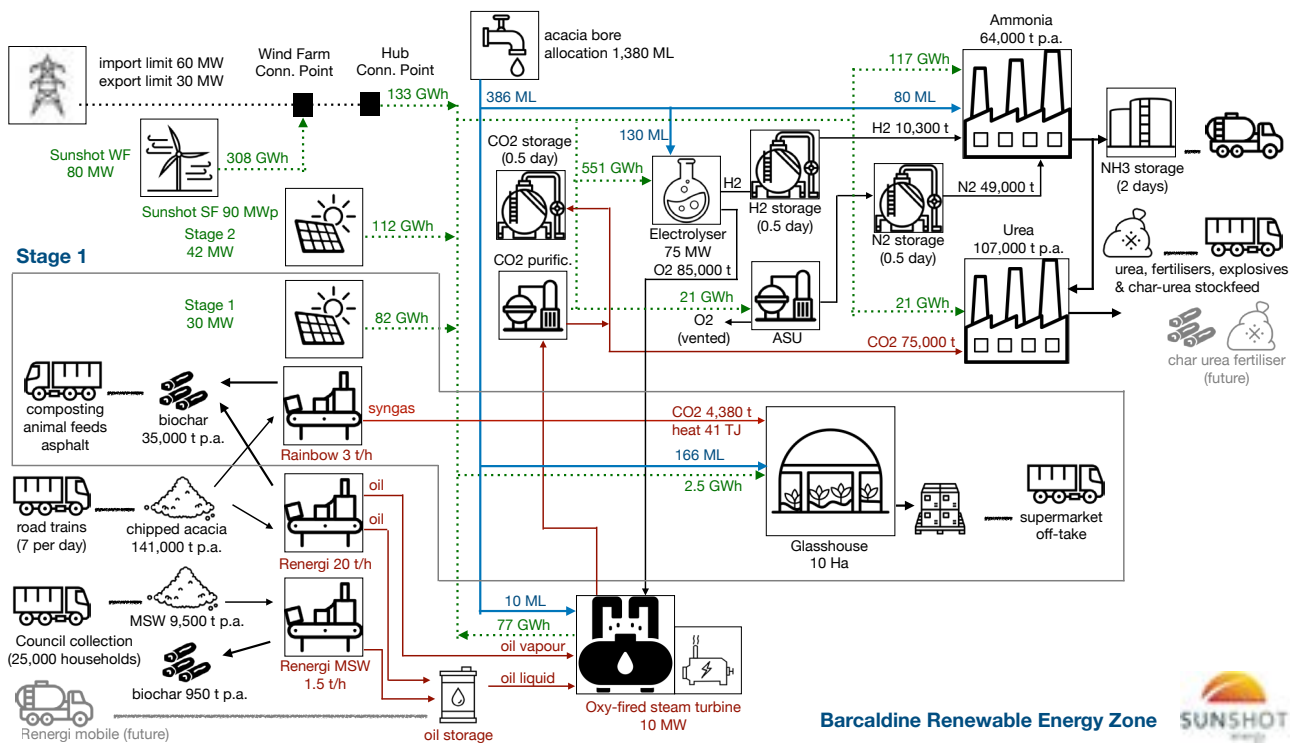 import limit 60 MW
export limit 30 MW
Wind Farm
Conn. Point
Hub
Conn. Point
133 GWh
acacia bore
allocation 1,380 ML
Ammonia
64,000 t p.a.
117 GWh
386 ML
80 ML
130 ML
H2 10,300 t
Sunshot WF
80 MW
308 GWh
CO2 storage
(0.5 day)
551 GWh
H2
H2 storage
(0.5 day)
N2 49,000 t
NH3 storage
(2 days)
Sunshot SF 90 MWp
Stage 2
42 MW
112 GWh
Electrolyser
75 MW
O2 85,000 t
N2 storage
(0.5 day)
Urea
107,000 t p.a.
Stage 1
CO2 purific.
urea, fertilisers, explosives
& char-urea stockfeed
Stage 1
30 MW
82 GWh
21 GWh
O2
(vented)
ASU
21 GWh
CO2 75,000 t
char urea fertiliser
(future)
composting
animal feeds
asphalt
biochar
35,000 t p.a.
syngas
Rainbow 3 t/h
CO2 4,380 t
heat 41 TJ
166 ML
2.5 GWh
road trains
(7 per day)
chipped acacia
141,000 t p.a.
oil
oil
Renergi 20 t/h
Glasshouse
10 Ha
supermarket
off-take
Council collection
(25,000 households)
MSW 9,500 t p.a.
biochar 950 t p.a.
Renergi MSW
1.5 t/h
10 ML
77 GWh
oil vapour
oil liquid
oil storage
Oxy-fired steam turbine
10 MW
Renergi mobile (future)
Barcaldine Renewable Energy Zone
SUNSHOT
energy